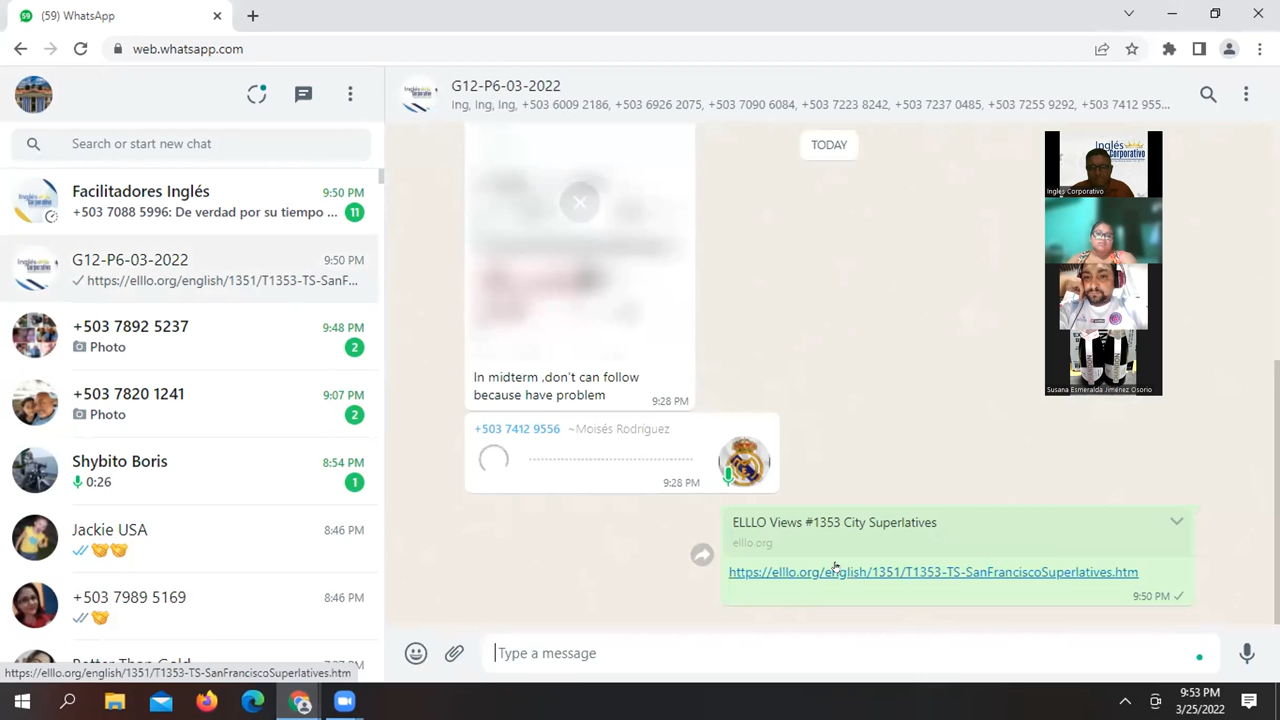 (59) WhatsApp
web.whatsapp.com
Search or start new chat
Facilitadores Inglés
9:50 PM
+503 7088 5996: De verdad por su tiempo ...
11
G12-P6-03-2022
9:50 PM
https://elllo.org/english/1351/T1353-TS-SanF...
+503 7892 5237
9:48 PM
Photo
2
+503 7820 1241
9:07 PM
Photo
2
Shybito Boris
8:54 PM
0:26
1
Jackie USA
8:46 PM
+503 7989 5169
8:46 PM
Better Than Gold
https://elllo.org/english/1351/T1353-TS-SanFranciscoSuperlatives.htm
G12-P6-03-2022
Ing, Ing, Ing, +503 6009 2186, +503 6926 2075, +503 7090 6084, +503 7223 8242, +503 7237 0485, +503 7255 9292, +503 7412 955...
TODAY
In midterm ,don't can follow
because have problem
9:28 PM
+503 7412 9556 ~Moisés Rodríguez
9:28 PM
ELLLO Views #1353 City Superlatives
elllo.org
https://elllo.org/english/1351/T1353-TS-SanFranciscoSuperlatives.htm
9:50 PM
Type a message
Inglés
Corporativo
Inglés Corporativo
Susana Esmeralda Jiménez Osorio
9:53 PM
3/25/2022